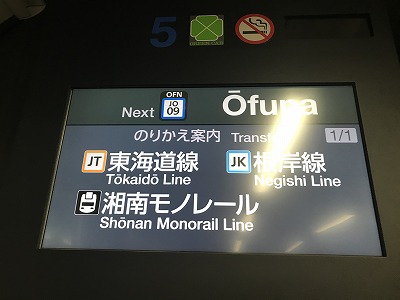 5
GREEN CAR
OFN
Next JO 09 Ōfuna
のりかえ案内 Transfer 1/1
JT 東海道線 JK 根岸線
Tōkaidō Line Negishi Line
湘南モノレール
Shōnan Monorail Line